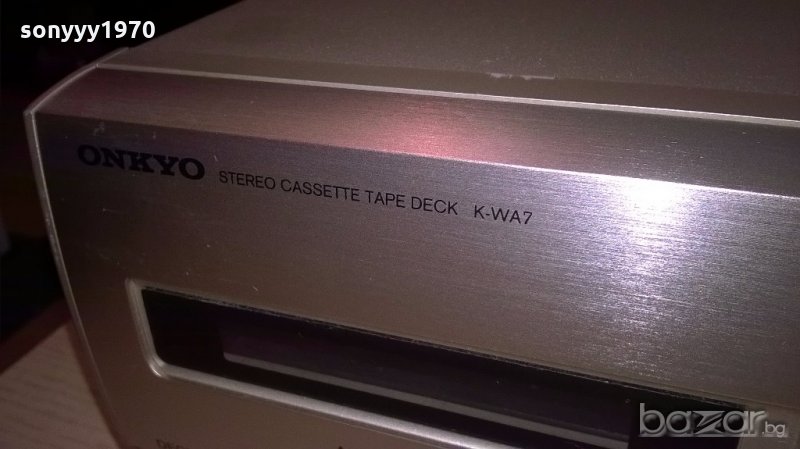 sonyyy1970
ONKYO STEREO CASSETTE TAPE DECK K-WA7
bazar.bg